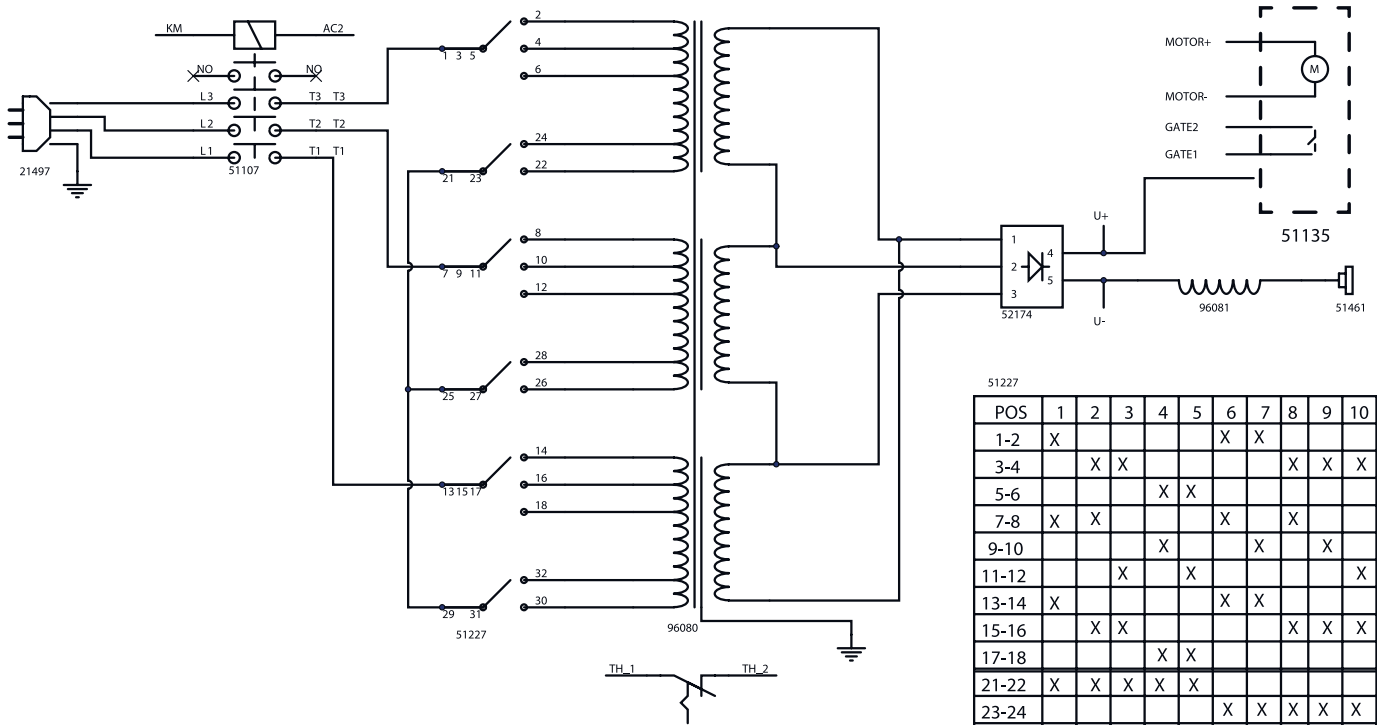 KM AC2
NO NO
L3 T3 T3
L2 T2 T2
L1 T1 T1
21497
51107
2
1 3 5 4
6
24
21 23 22
8
7 9 11 10
12
28
25 27 26
14
13 15 17 16
18
32
29 31 30
51227
96080
TH_1 TH_2
MOTOR+
M
MOTOR-
GATE2
GATE1
51135
U+
1 4
2 5
3
52174
U-
96081
51461
51227
POS 1 2 3 4 5 6 7 8 9 10
1-2 X X X
3-4 X X X X X
5-6 X X
7-8 X X X X
9-10 X X X
11-12 X X X
13-14 X X X
15-16 X X X X X
17-18 X X
21-22 X X X X X
23-24 X X X X X